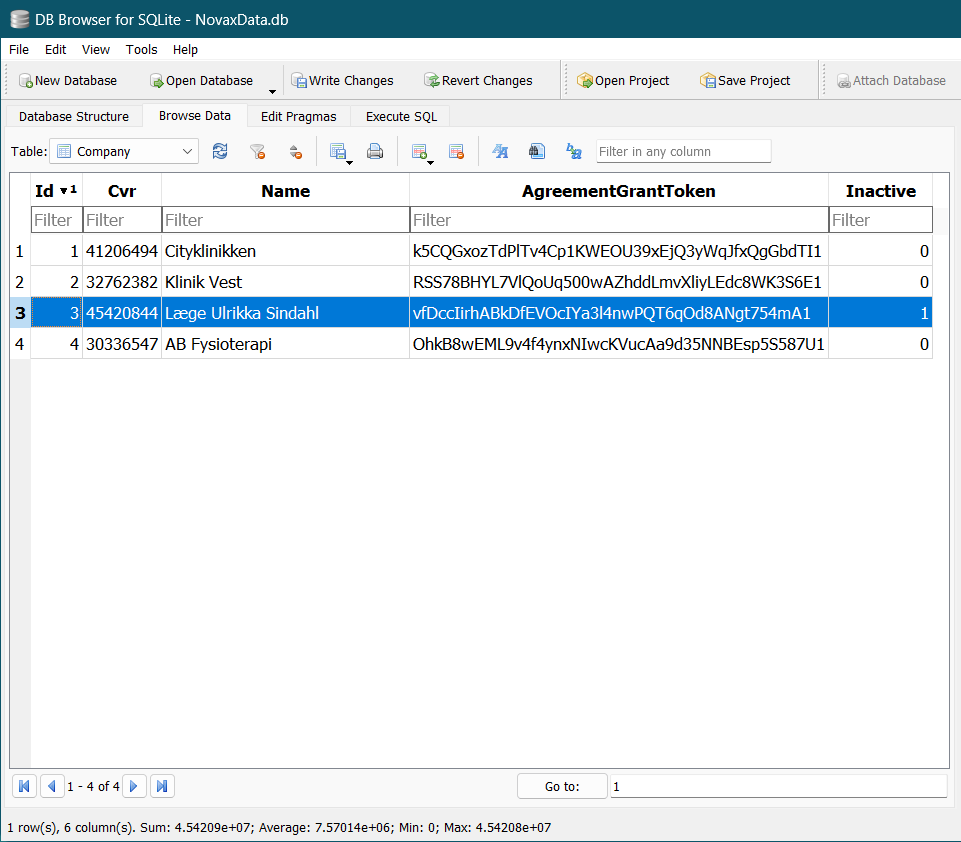 DB Browser for SQLite - NovaxData.db
File Edit View Tools Help
New Database Open Database Write Changes Revert Changes Open Project Save Project Attach Database
Database Structure Browse Data Edit Pragmas Execute SQL
Table: Company Filter in any column
Id 1 Cvr Name AgreementGrantToken Inactive
Filter Filter Filter Filter Filter
1 1 41206494 Cityklinikken k5CQGxozTdPlTv4Cp1KWEOU39xEjQ3yWqJfxQgGbdTI1 0
2 2 32762382 Klinik Vest RSS78BHYL7VlQoUq500wAZhddLmvXliyLEdc8WK3S6E1 0
3 3 45420844 Læge Ulrikka Sindahl vfDccIirhABkDfEVOcIYa3l4nwPQT6qOd8ANgt754mA1 1
4 4 30336547 AB Fysioterapi OhkB8wEML9v4f4ynxNIwcKVucAa9d35NNBEsp5S587U1 0
1 - 4 of 4 Go to: 1
1 row(s), 6 column(s). Sum: 4.54209e+07; Average: 7.57014e+06; Min: 0; Max: 4.54208e+07